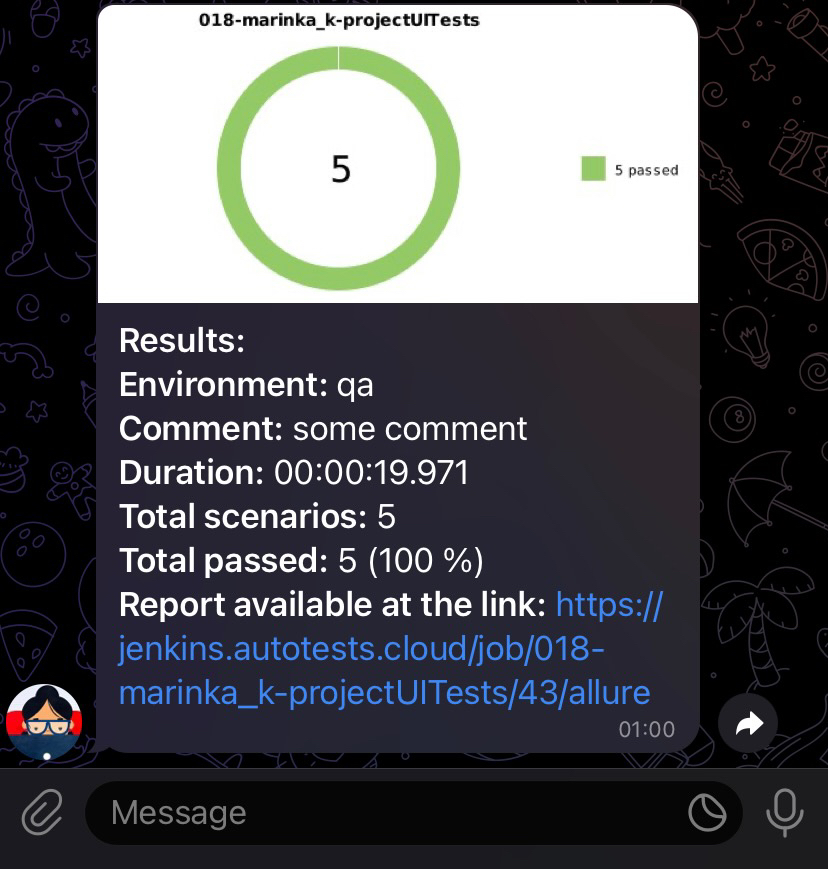 018-marinka_k-projectUITests
5
5 passed
Results:
Environment: qa
Comment: some comment
Duration: 00:00:19.971
Total scenarios: 5
Total passed: 5 (100 %)
Report available at the link: https://
jenkins.autotests.cloud/job/018-
marinka_k-projectUITests/43/allure
01:00
Message